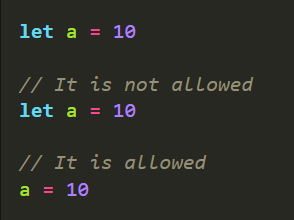 let a = 10
// It is not allowed
let a = 10
// It is allowed
a = 10